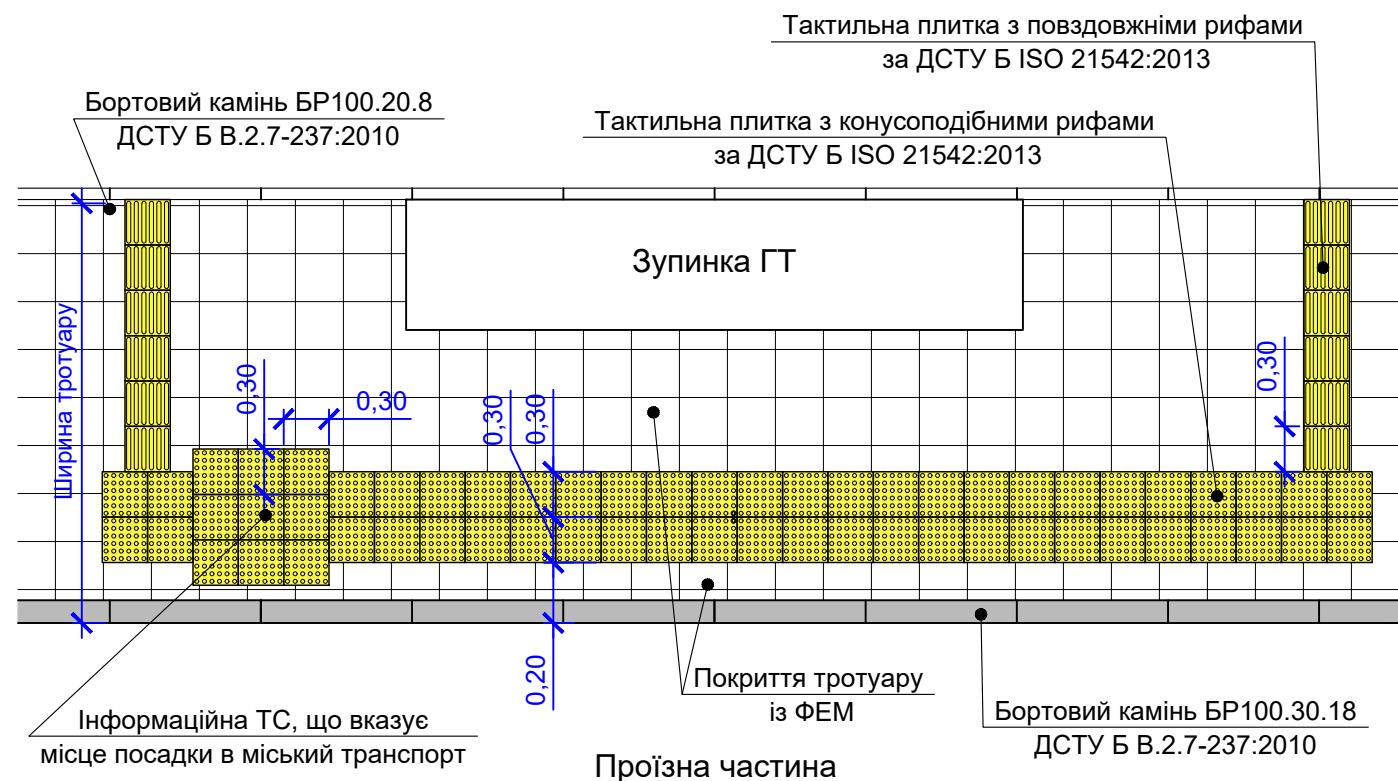 Тактильна плитка з повздовжніми рифами
за ДСТУ Б ISO 21542:2013
Бортовий камінь БР100.20.8
ДСТУ Б В.2.7-237:2010
Тактильна плитка з конусоподібними рифами
за ДСТУ Б ISO 21542:2013
Зупинка ГТ
Ширина тротуару
0,30
0,30
0,30
0,30
0,30
0,20
Покриття тротуару
із ФЕМ
Інформаційна ТС, що вказує
місце посадки в міський транспорт
Бортовий камінь БР100.30.18
ДСТУ Б В.2.7-237:2010
Проїзна частина